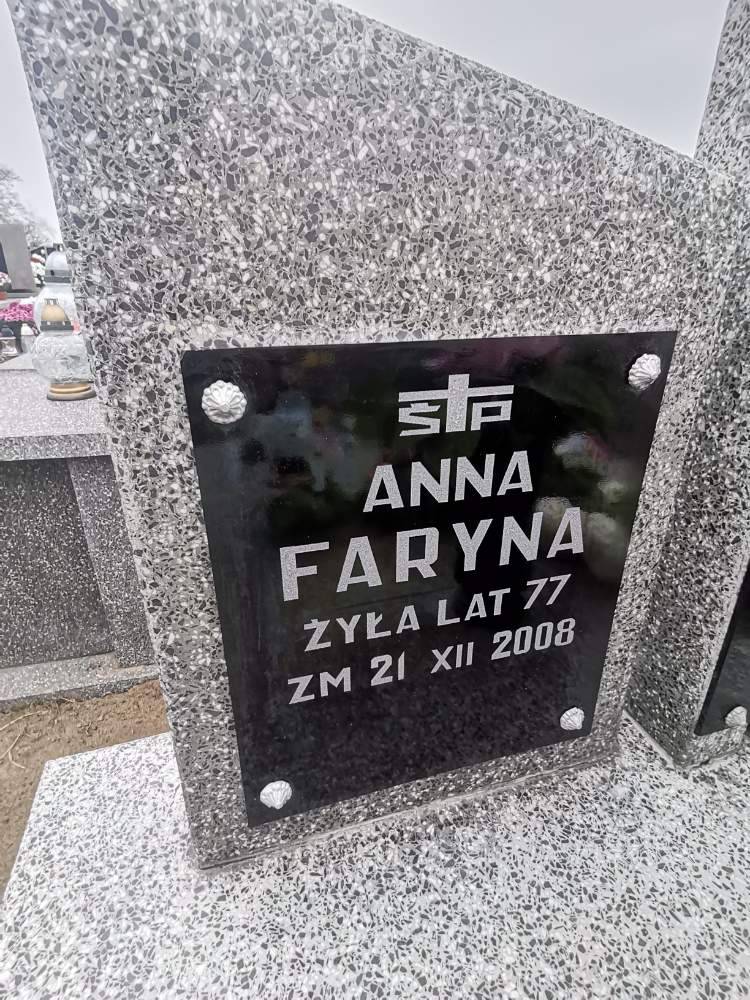 ŚP
ANNA
FARYNA
ŻYŁA LAT 77
ZM 21 XII 2008